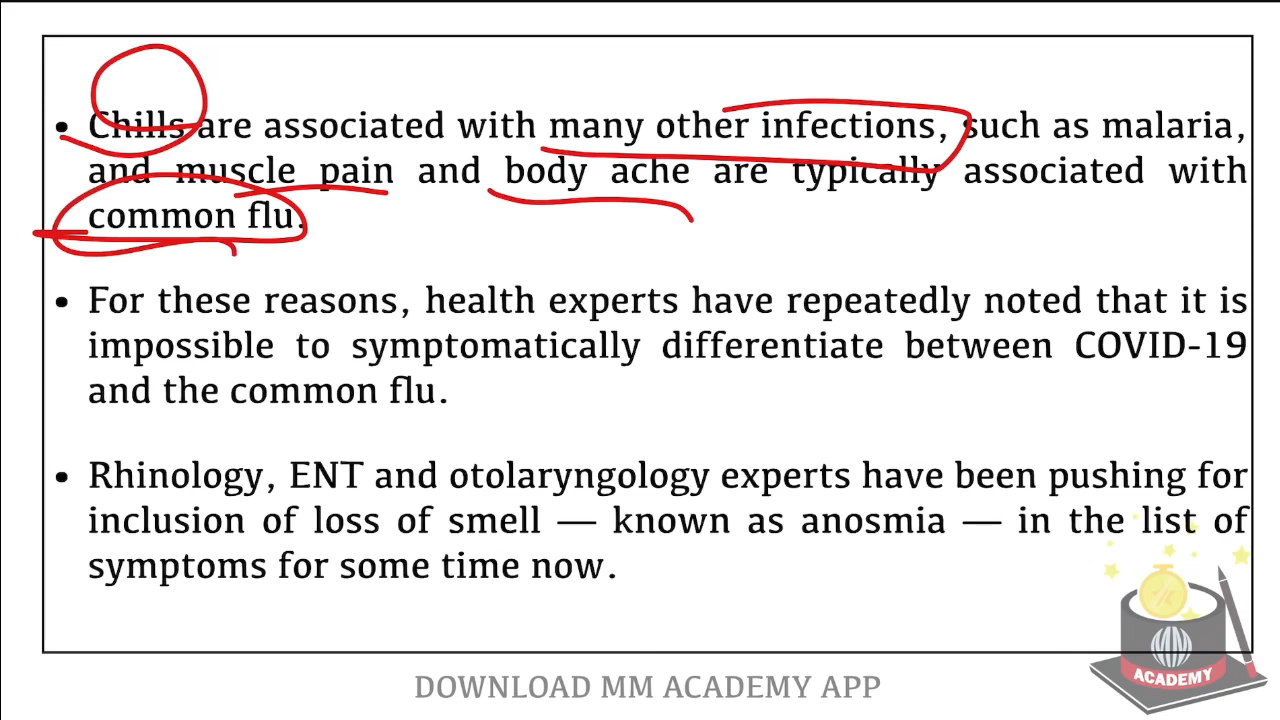 • Chills are associated with many other infections, such as malaria,
and muscle pain and body ache are typically associated with
common flu.
• For these reasons, health experts have repeatedly noted that it is
impossible to symptomatically differentiate between COVID-19
and the common flu.
• Rhinology, ENT and otolaryngology experts have been pushing for
inclusion of loss of smell — known as anosmia — in the list of
symptoms for some time now.
MM
ACADEMY
DOWNLOAD MM ACADEMY APP